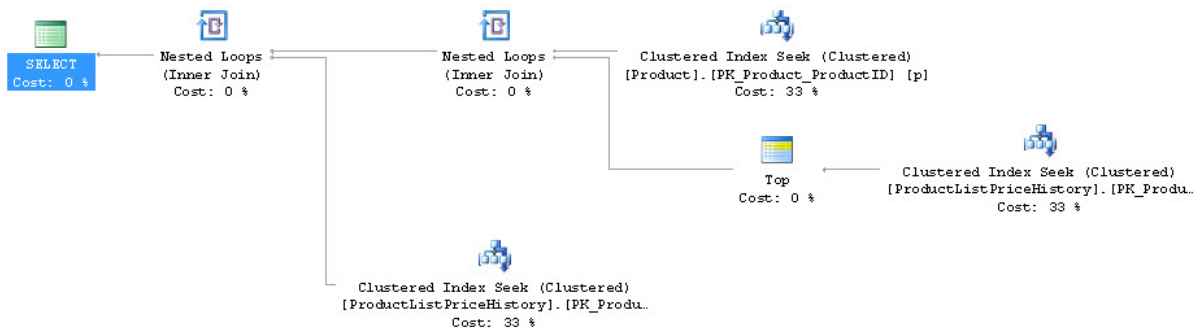 SELECT
Cost: 0 %
Nested Loops
(Inner Join)
Cost: 0 %
Nested Loops
(Inner Join)
Cost: 0 %
Clustered Index Seek (Clustered)
[Product].[PK_Product_ProductID] [p]
Cost: 33 %
Top
Cost: 0 %
Clustered Index Seek (Clustered)
[ProductListPriceHistory].[PK_Produ…
Cost: 33 %
Clustered Index Seek (Clustered)
[ProductListPriceHistory].[PK_Produ…
Cost: 33 %